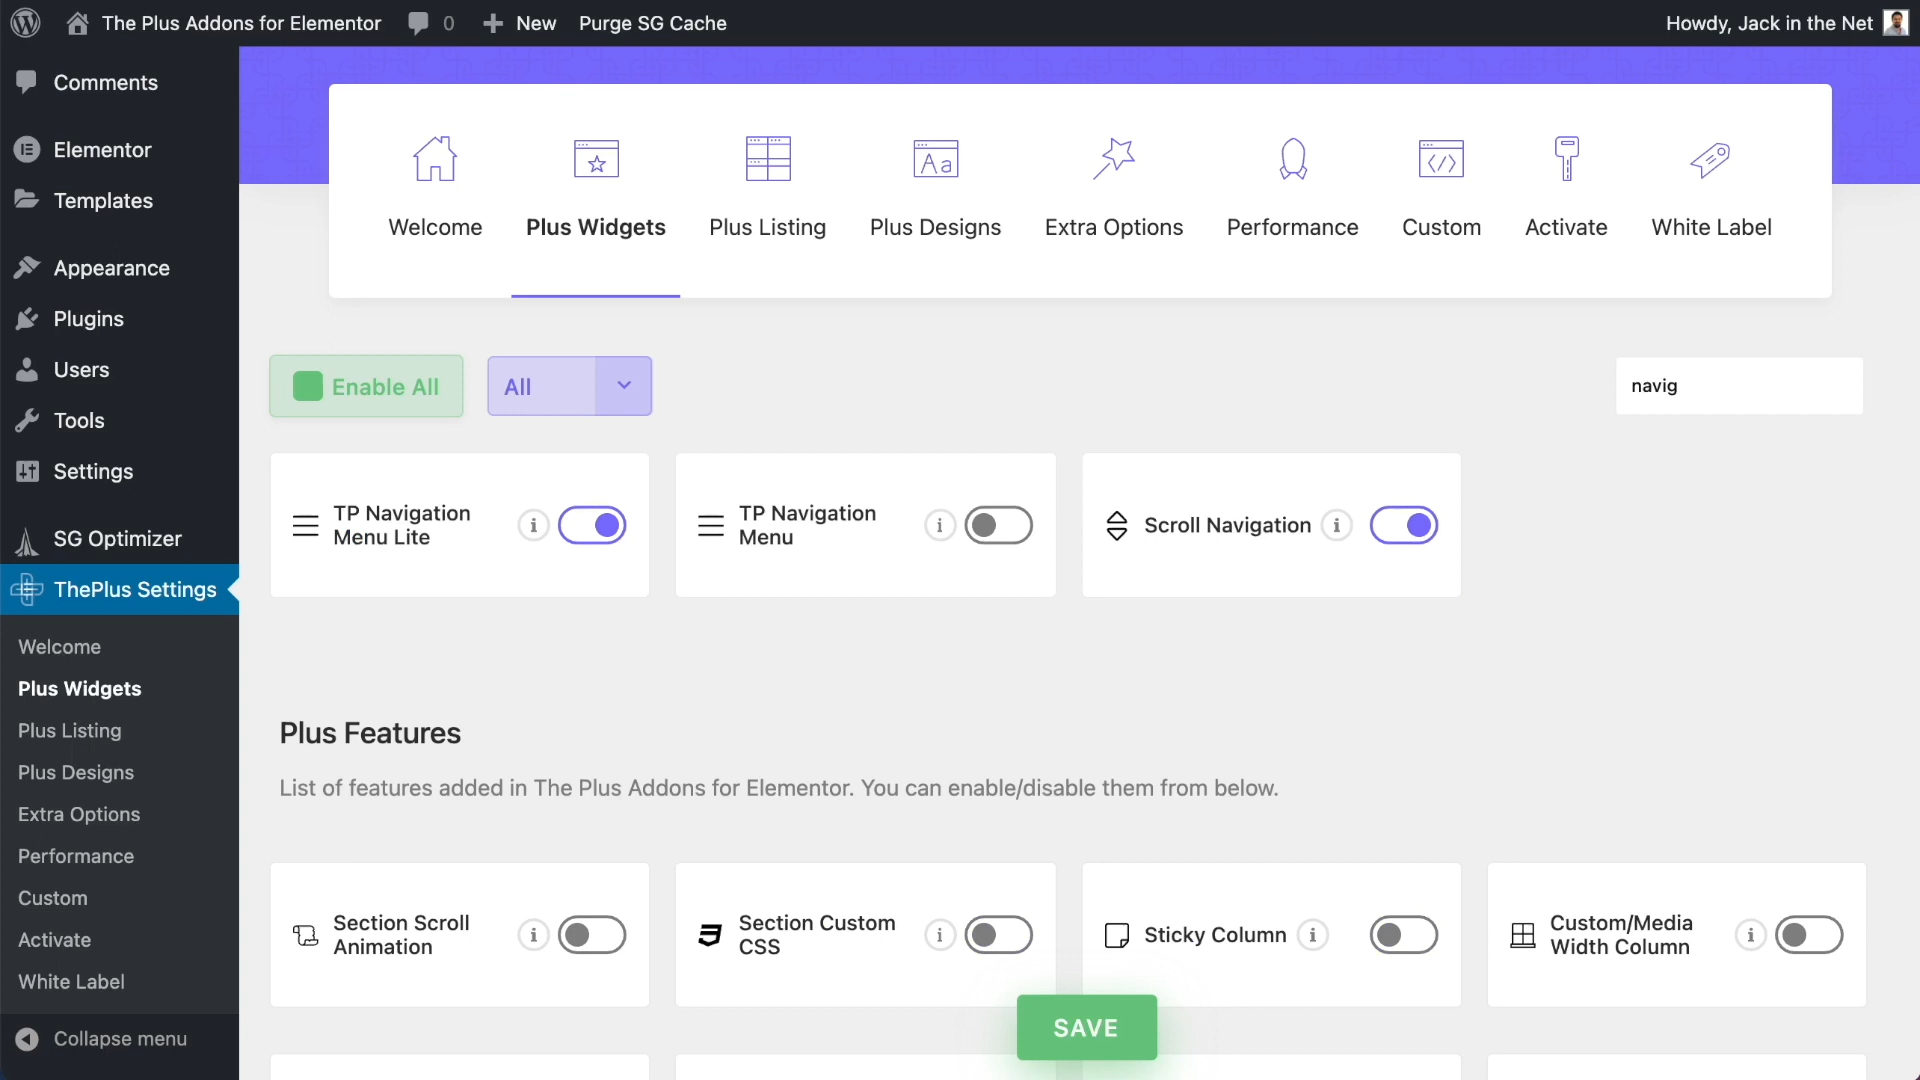 The Plus Addons for Elementor
0
New
Purge SG Cache
Howdy, Jack in the Net
Comments
Elementor
Templates
Appearance
Plugins
Users
Tools
Settings
SG Optimizer
ThePlus Settings
Welcome
Plus Widgets
Plus Listing
Plus Designs
Extra Options
Performance
Custom
Activate
White Label
Collapse menu
Welcome
Plus Widgets
Plus Listing
Aa
Plus Designs
Extra Options
Performance
</>
Custom
Activate
White Label
Enable All
All
navig
TP Navigation
Menu Lite
i
TP Navigation
Menu
i
Scroll Navigation
i
Plus Features
List of features added in The Plus Addons for Elementor. You can enable/disable them from below.
Section Scroll
Animation
i
Section Custom
CSS
i
Sticky Column
i
Custom/Media
Width Column
i
SAVE